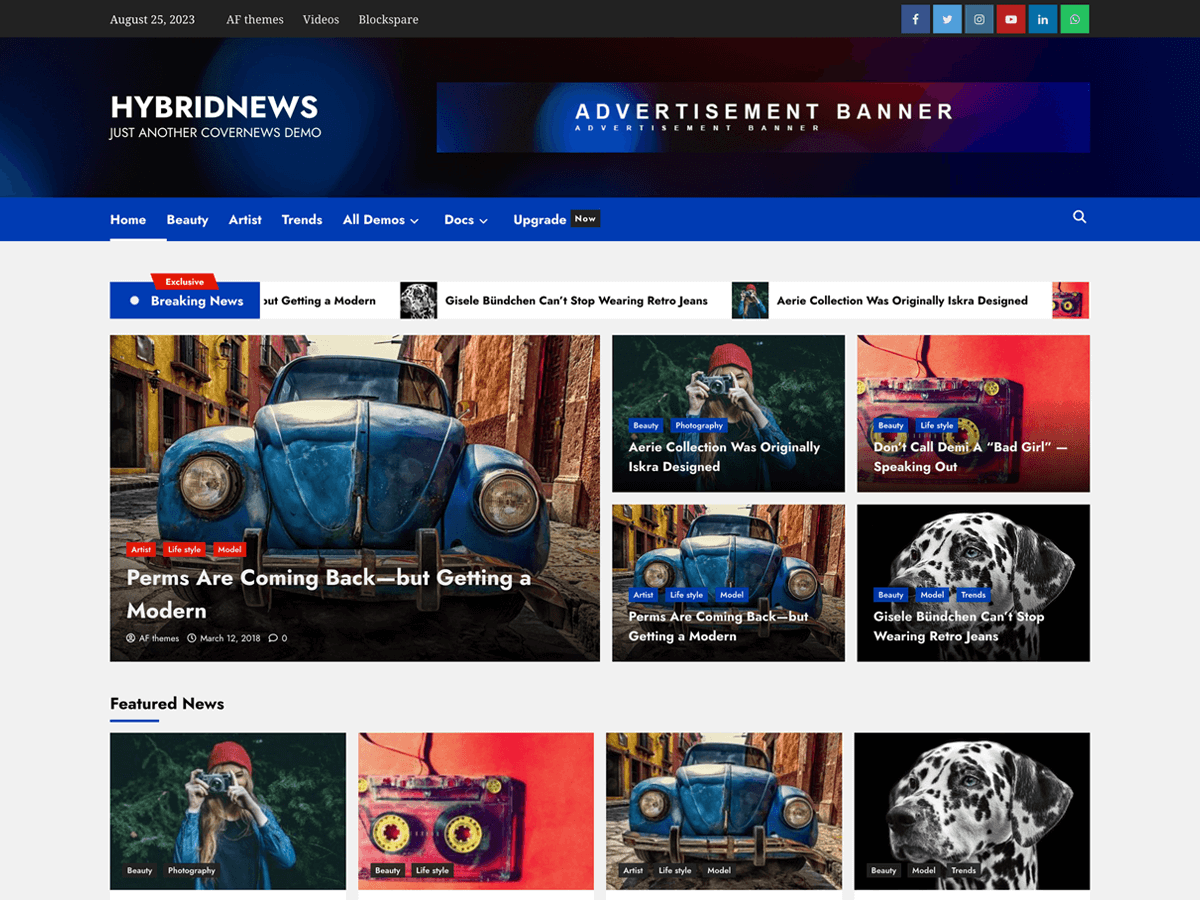 August 25, 2023 AF themes Videos Blockspare
HYBRIDNEWS
JUST ANOTHER COVERNEWS DEMO
ADVERTISEMENT BANNER
ADVERTISEMENT BANNER
Home Beauty Artist Trends All Demos Docs Upgrade Now
Exclusive
Breaking News but Getting a Modern Gisele Bündchen Can't Stop Wearing Retro Jeans Aerie Collection Was Originally Iskra Designed
Artist Life style Model
Perms Are Coming Back—but Getting a
Modern
AF themes March 12, 2018 0
Beauty Photography
Aerie Collection Was Originally
Iskra Designed
Beauty Life style
Don't Call Demi A “Bad Girl” —
Speaking Out
Artist Life style Model
Perms Are Coming Back—but
Getting a Modern
Beauty Model Trends
Gisele Bündchen Can't Stop
Wearing Retro Jeans
Featured News
Beauty Photography
Beauty Life style
Artist Life style Model
Beauty Model Trends